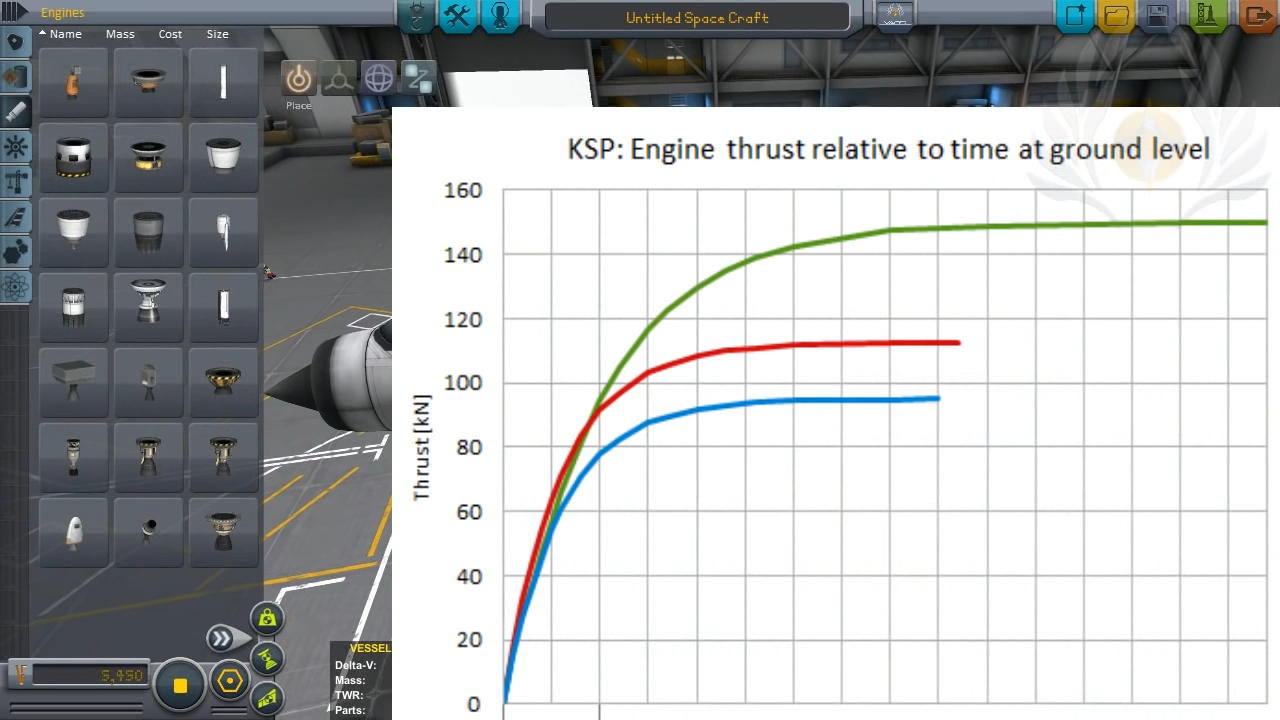 Engines
Untitled Space Craft
Name Mass Cost Size
Place
KSP: Engine thrust relative to time at ground level
160
140
120
100
80
60
40
20
0
Thrust [kN]
VESSEL
Delta-V:
Mass:
TWR:
Parts: